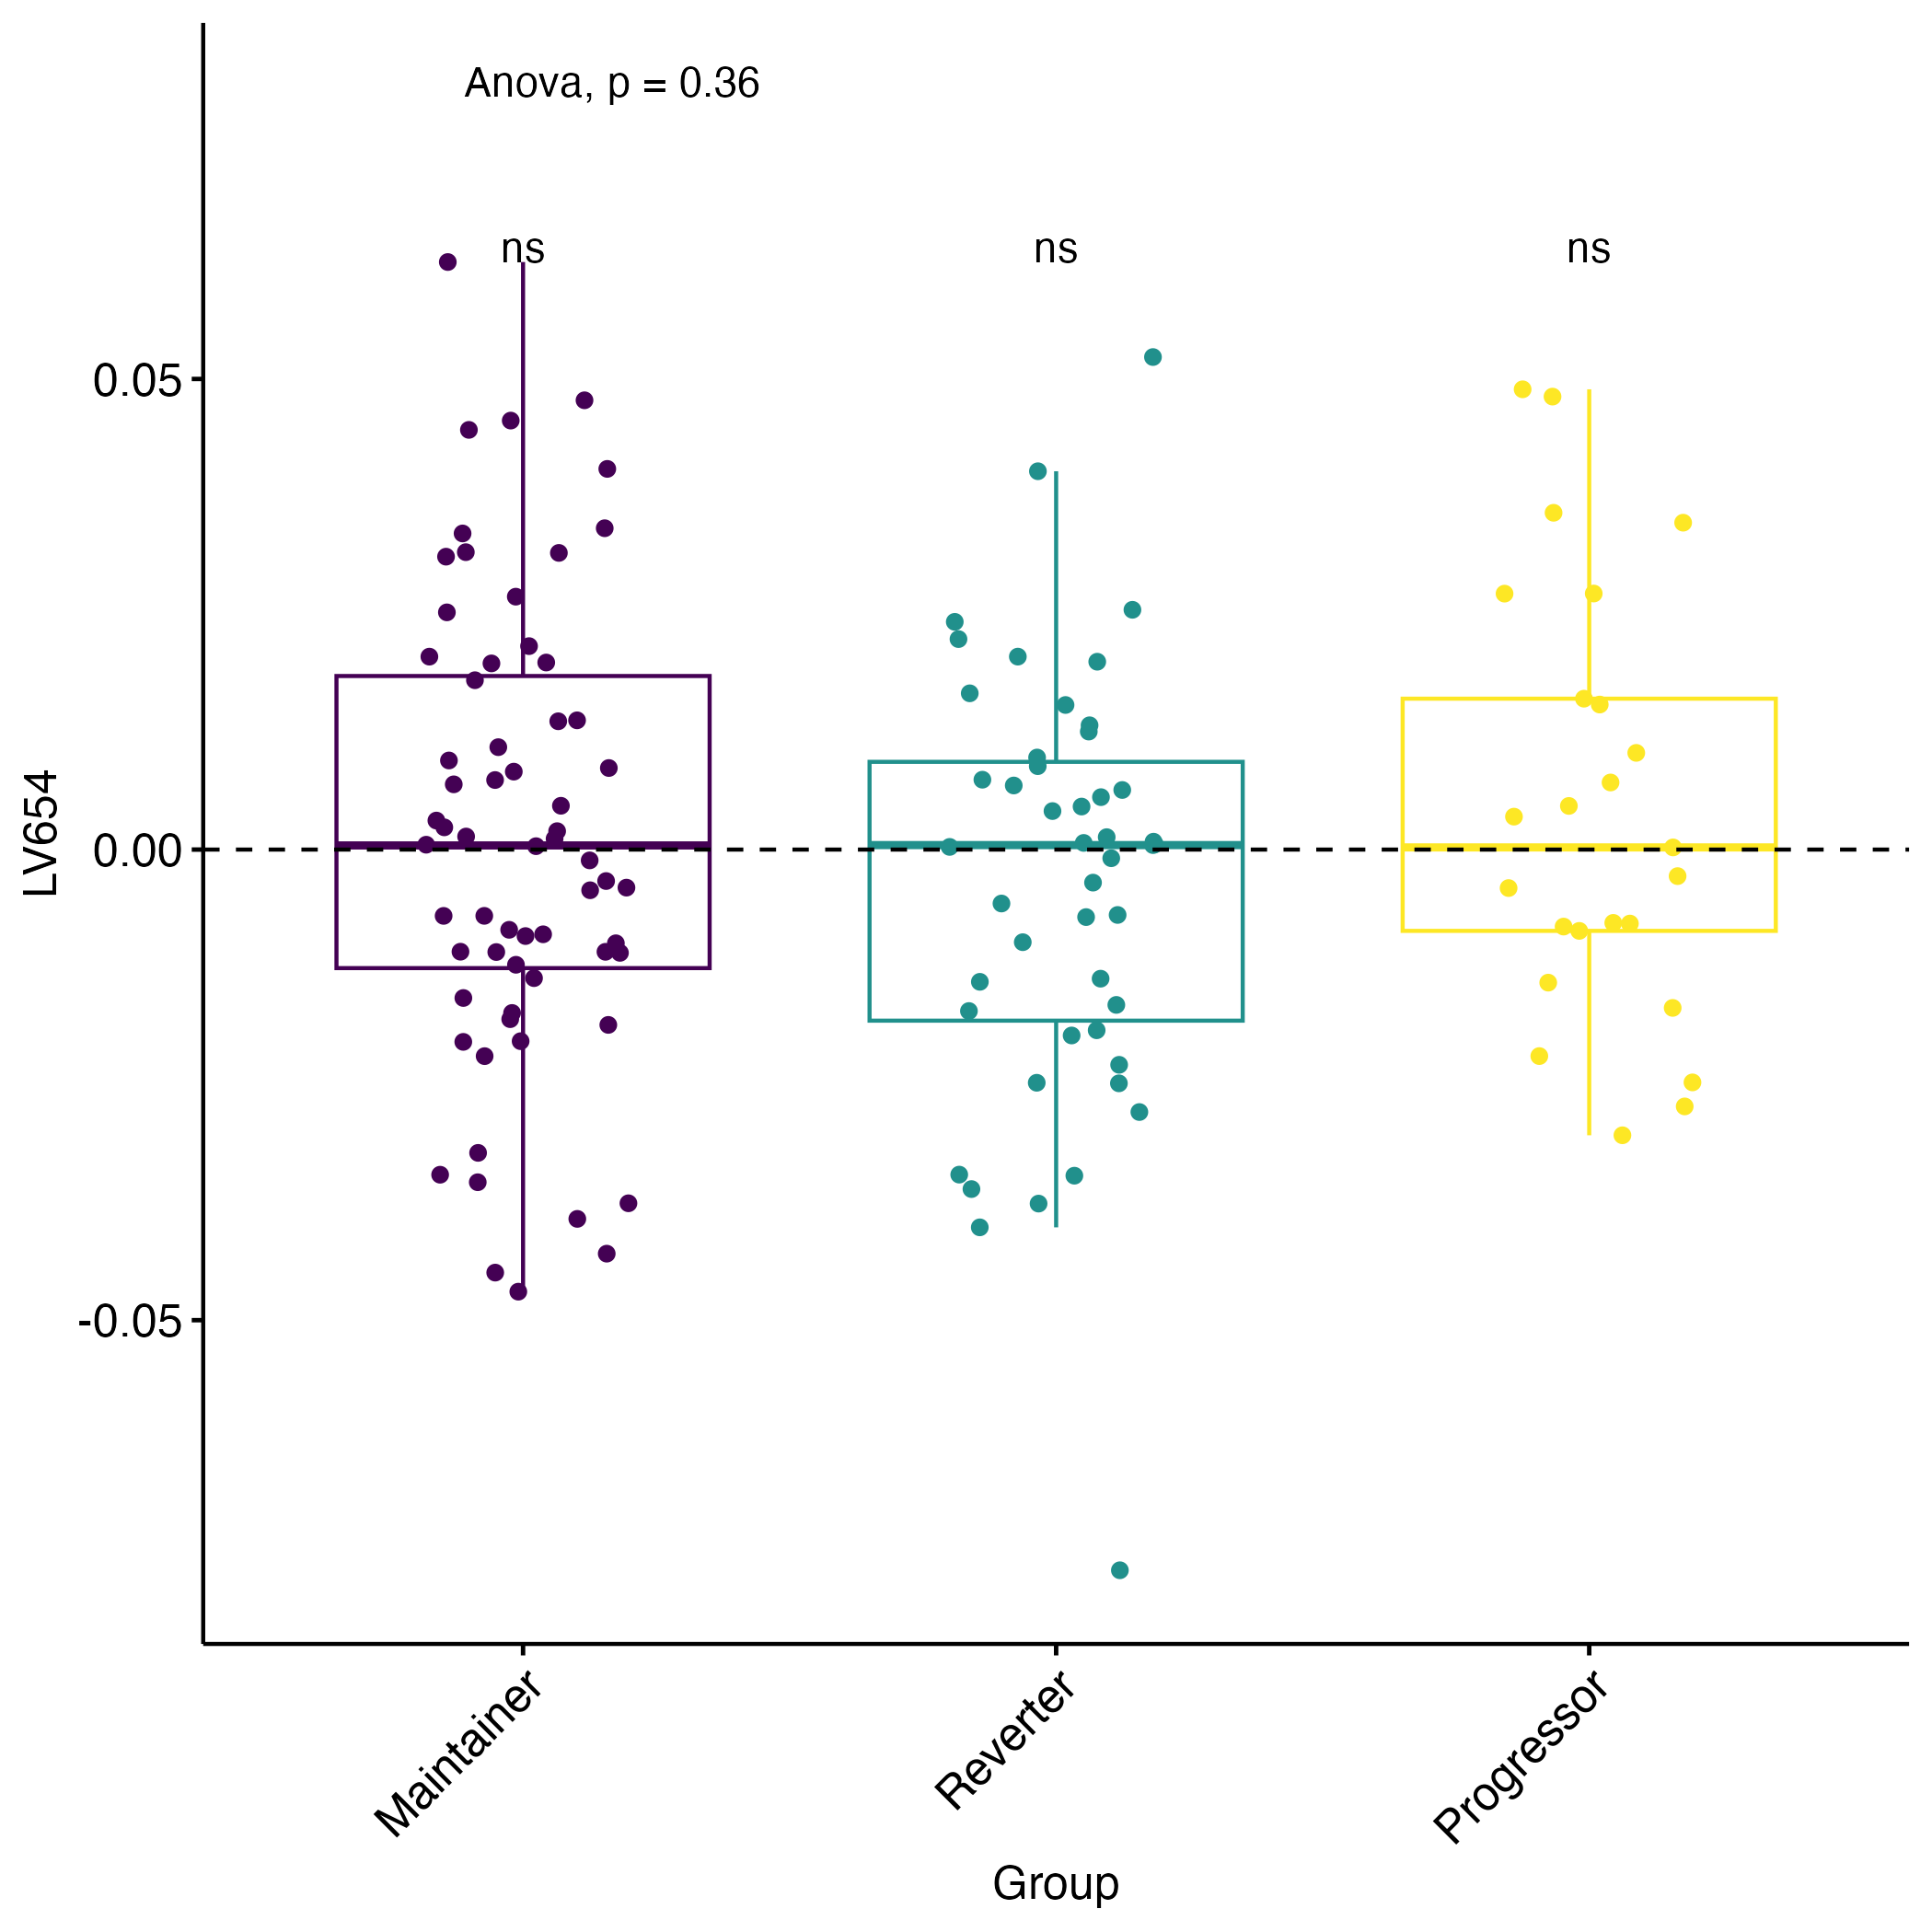 Anova, p = 0.36
ns ns ns
0.05
0.00
-0.05
LV654
Maintainer Reverter Progressor
Group